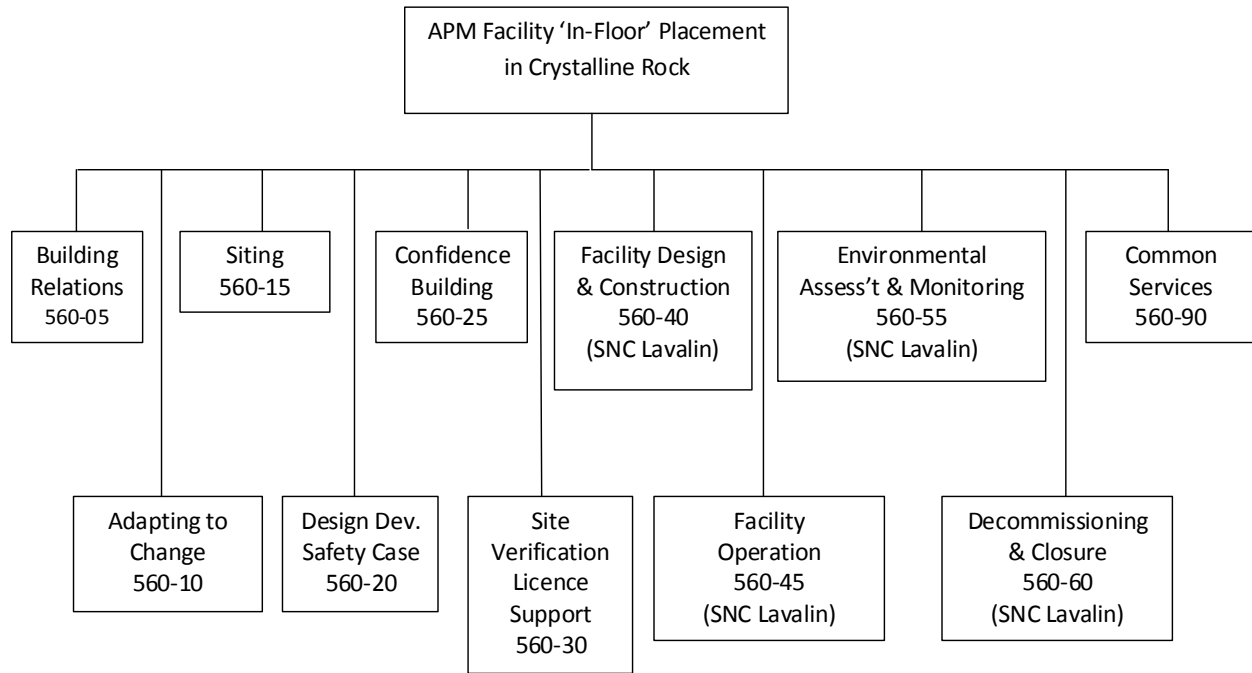 APM Facility ‘In-Floor’ Placement
in Crystalline Rock
Building
Relations
560-05
Siting
560-15
Confidence
Building
560-25
Facility Design
& Construction
560-40
(SNC Lavalin)
Environmental
Assess’t & Monitoring
560-55
(SNC Lavalin)
Common
Services
560-90
Adapting to
Change
560-10
Design Dev.
Safety Case
560-20
Site
Verification
Licence
Support
560-30
Facility
Operation
560-45
(SNC Lavalin)
Decommissioning
& Closure
560-60
(SNC Lavalin)